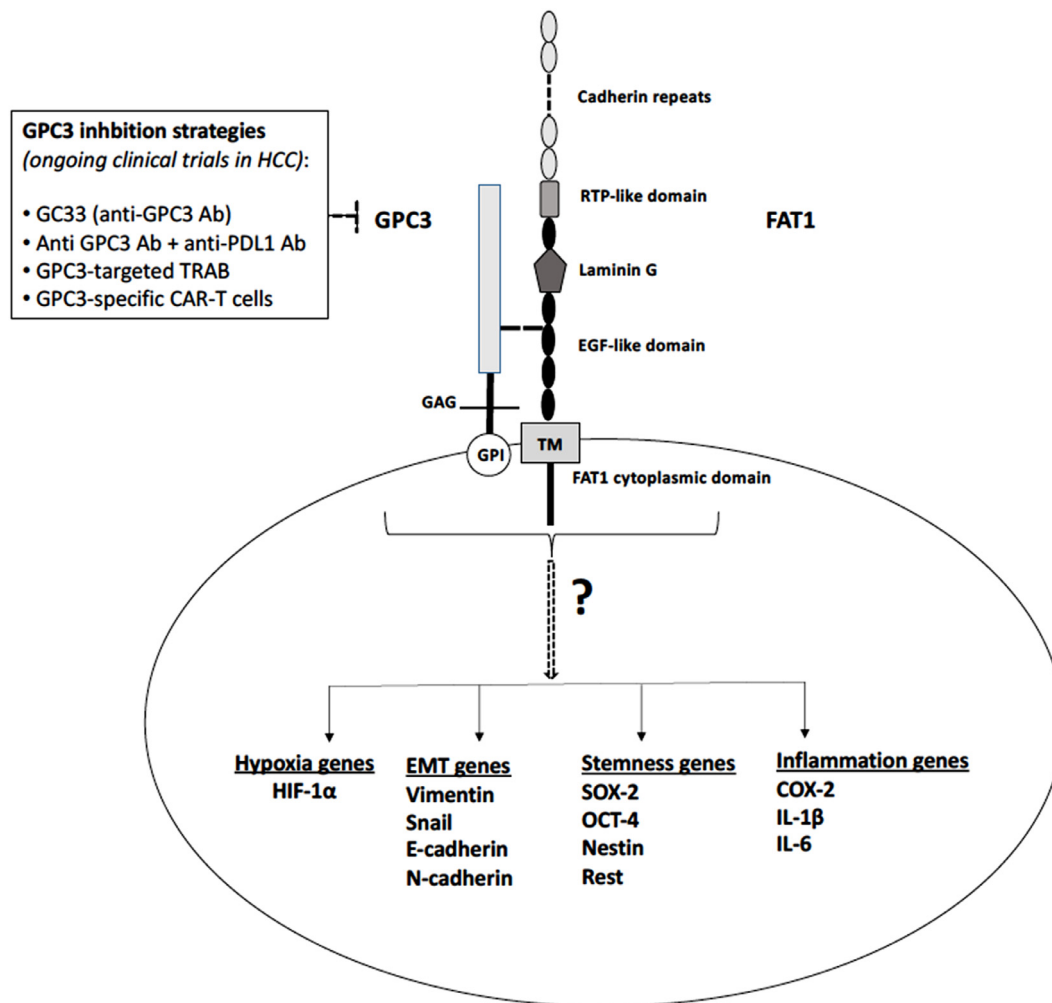 GPC3 inhbition strategies
(ongoing clinical trials in HCC):
• GC33 (anti-GPC3 Ab)
• Anti GPC3 Ab + anti-PDL1 Ab
• GPC3-targeted TRAB
• GPC3-specific CAR-T cells
GPC3
Cadherin repeats
RTP-like domain
FAT1
Laminin G
EGF-like domain
GAG
GPI
TM
FAT1 cytoplasmic domain
?
Hypoxia genes
HIF-1α
EMT genes
Vimentin
Snail
E-cadherin
N-cadherin
Stemness genes
SOX-2
OCT-4
Nestin
Rest
Inflammation genes
COX-2
IL-1β
IL-6